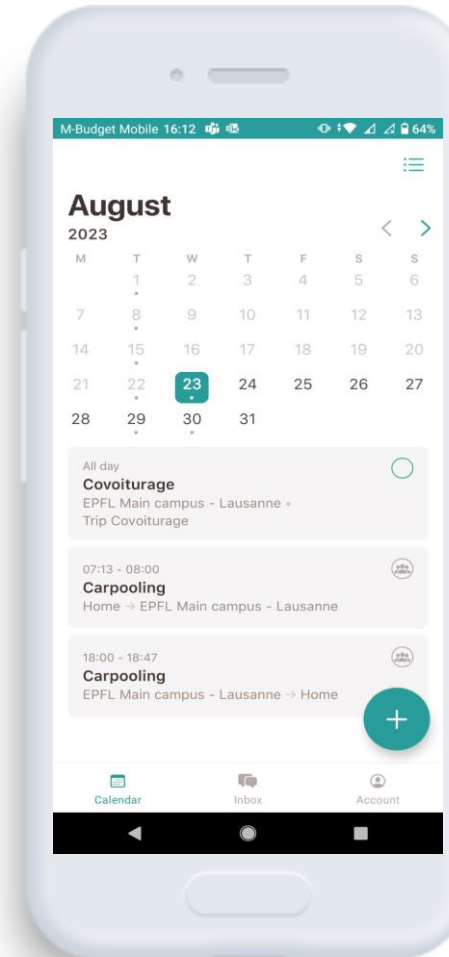 M-Budget Mobile 16:12 64%
August
2023
M T W T F S S
1 2 3 4 5 6
7 8 9 10 11 12 13
14 15 16 17 18 19 20
21 22 23 24 25 26 27
28 29 30 31
All day
Covoiturage
EPFL Main campus - Lausanne •
Trip Covoiturage
07:13 - 08:00
Carpooling
Home → EPFL Main campus - Lausanne
18:00 - 18:47
Carpooling
EPFL Main campus - Lausanne → Home
+
Calendar Inbox Account